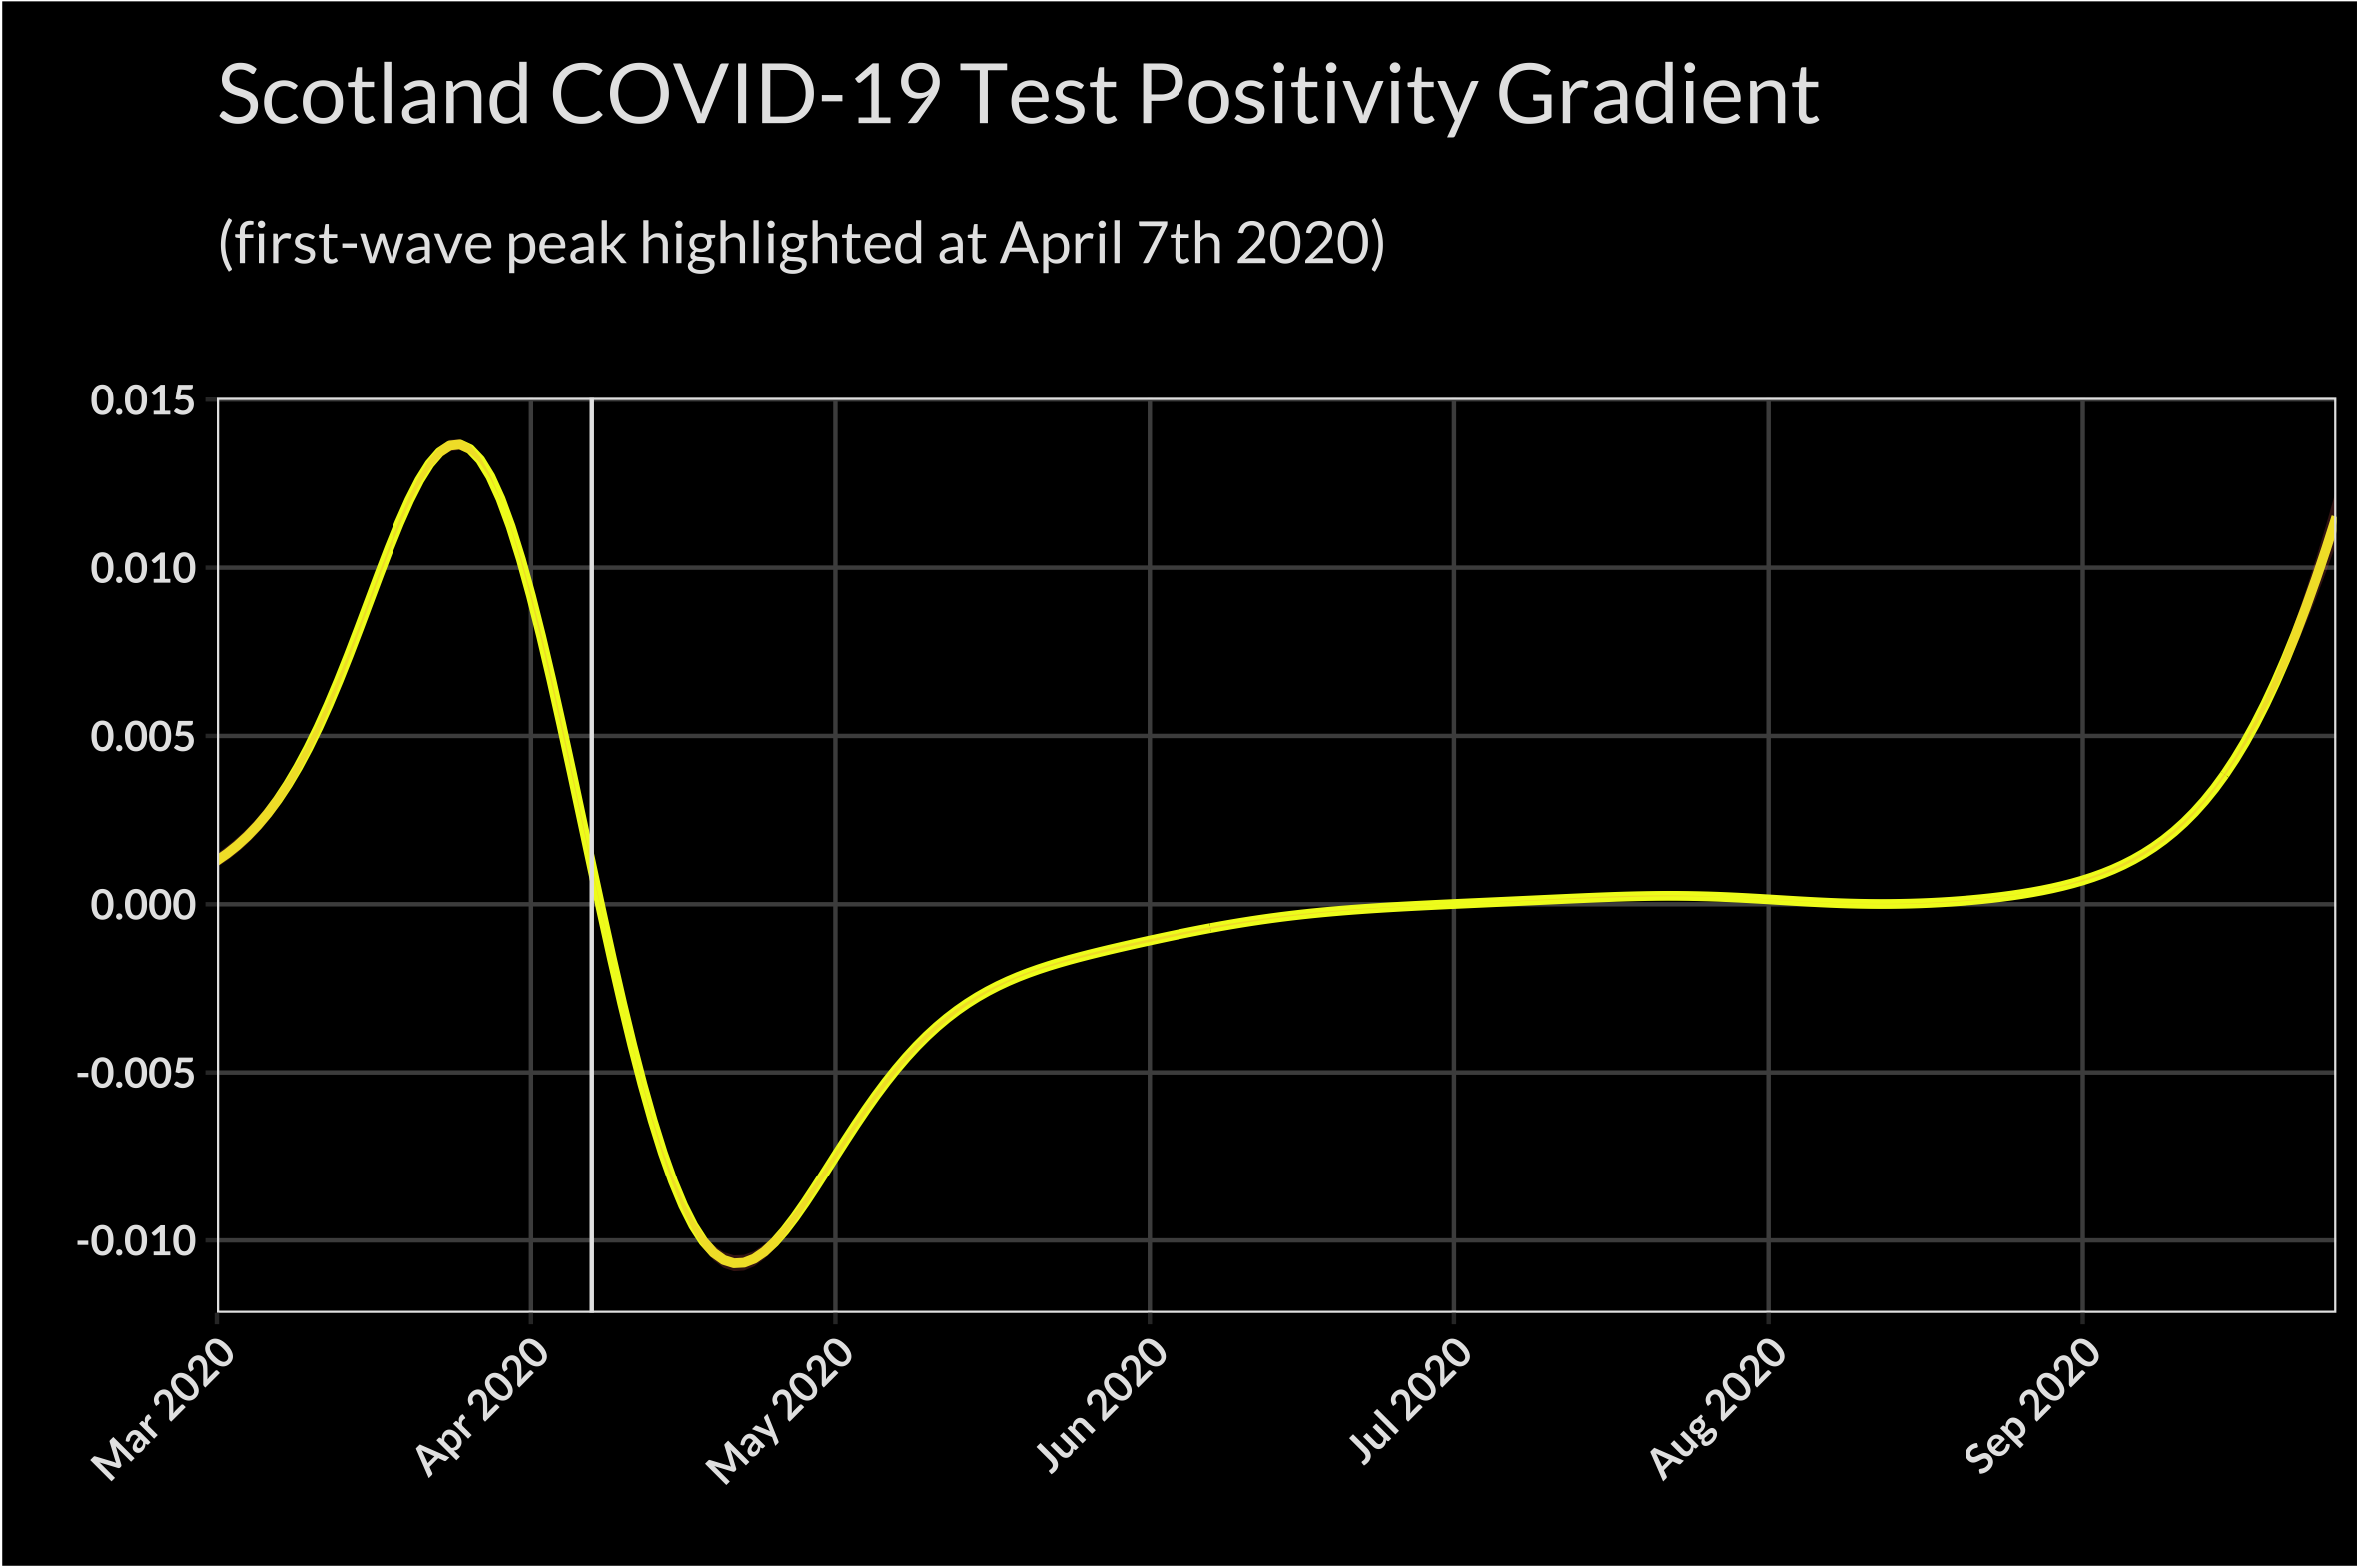 Scotland COVID-19 Test Positivity Gradient
(first-wave peak highlighted at April 7th 2020)
0.015
0.010
0.005
0.000
-0.005
-0.010
Mar 2020
Apr 2020
May 2020
Jun 2020
Jul 2020
Aug 2020
Sep 2020